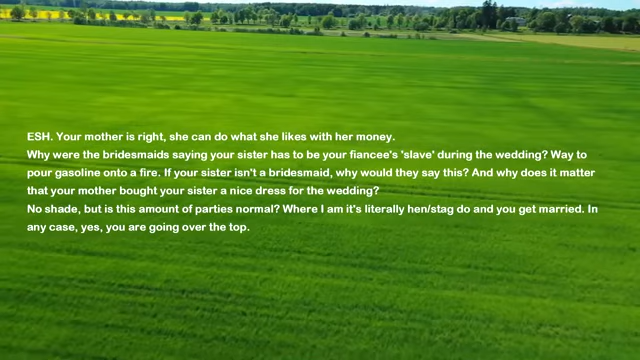 ESH. Your mother is right, she can do what she likes with her money.
Why were the bridesmaids saying your sister has to be your fiancee's 'slave' during the wedding? Way to
pour gasoline onto a fire. If your sister isn't a bridesmaid, why would they say this? And why does it matter
that your mother bought your sister a nice dress for the wedding?
No shade, but is this amount of parties normal? Where I am it's literally hen/stag do and you get married. In
any case, yes, you are going over the top.